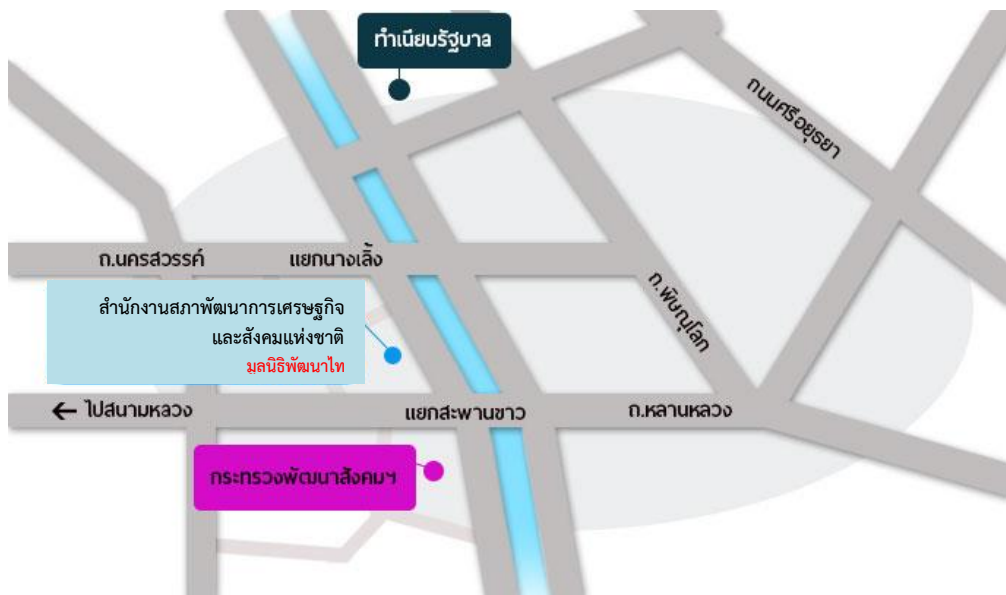 ทำเนียบรัฐบาล
ถนนศรีอยุธยา
ถ.นครสวรรค์
แยกนางเลิ้ง
สำนักงานสภาพัฒนาการเศรษฐกิจ
และสังคมแห่งชาติ
มูลนิธิพัฒนาไท
ถ.พิษณุโลก
← ไปสนามหลวง
แยกสะพานขาว
ถ.หลานหลวง
กระทรวงพัฒนาสังคมฯ